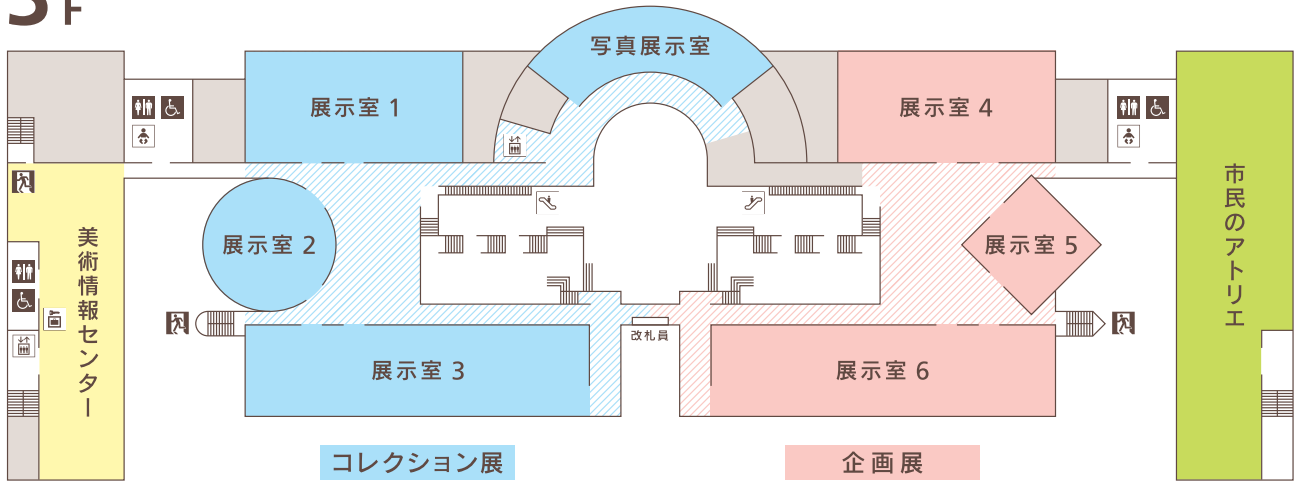 3F
写真展示室
展示室 1
展示室 4
展示室 2
展示室 5
美術情報センター
市民のアトリエ
改札員
展示室 3
展示室 6
コレクション展
企画展